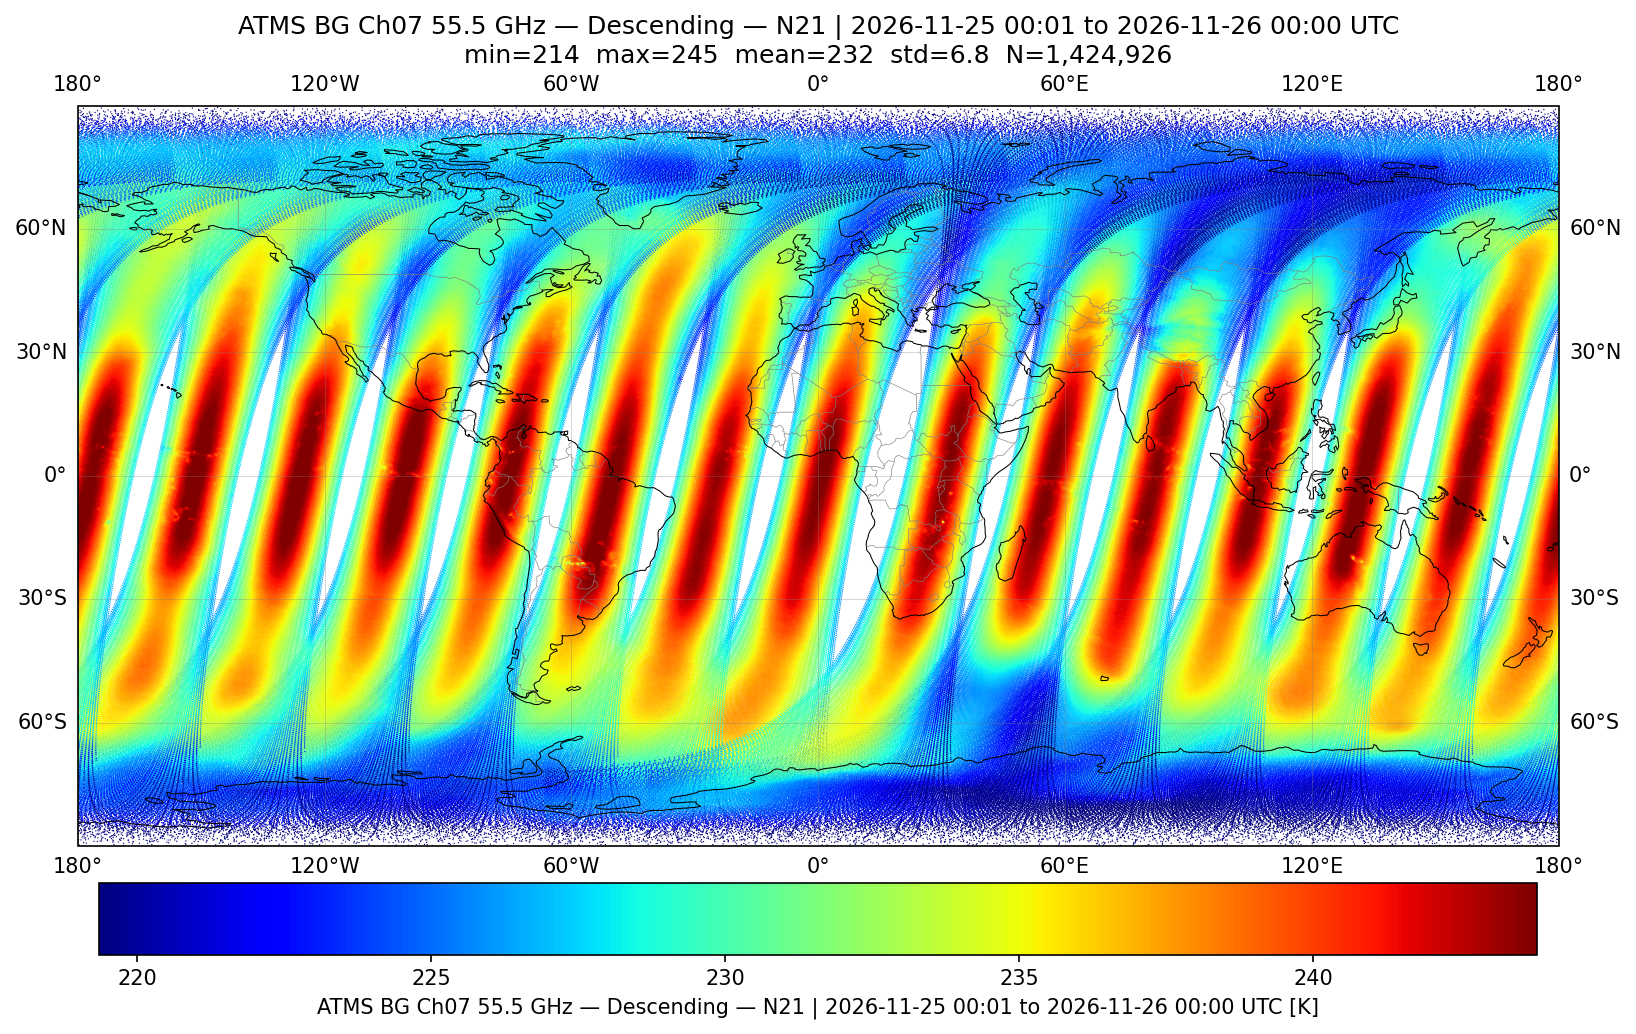 ATMS BG Ch07 55.5 GHz — Descending — N21 | 2026-11-25 00:01 to 2026-11-26 00:00 UTC
min=214  max=245  mean=232  std=6.8  N=1,424,926
180° 120°W 60°W 0° 60°E 120°E 180°
60°N 60°N
30°N 30°N
0° 0°
30°S 30°S
60°S 60°S
180° 120°W 60°W 0° 60°E 120°E 180°
220 225 230 235 240
ATMS BG Ch07 55.5 GHz — Descending — N21 | 2026-11-25 00:01 to 2026-11-26 00:00 UTC [K]